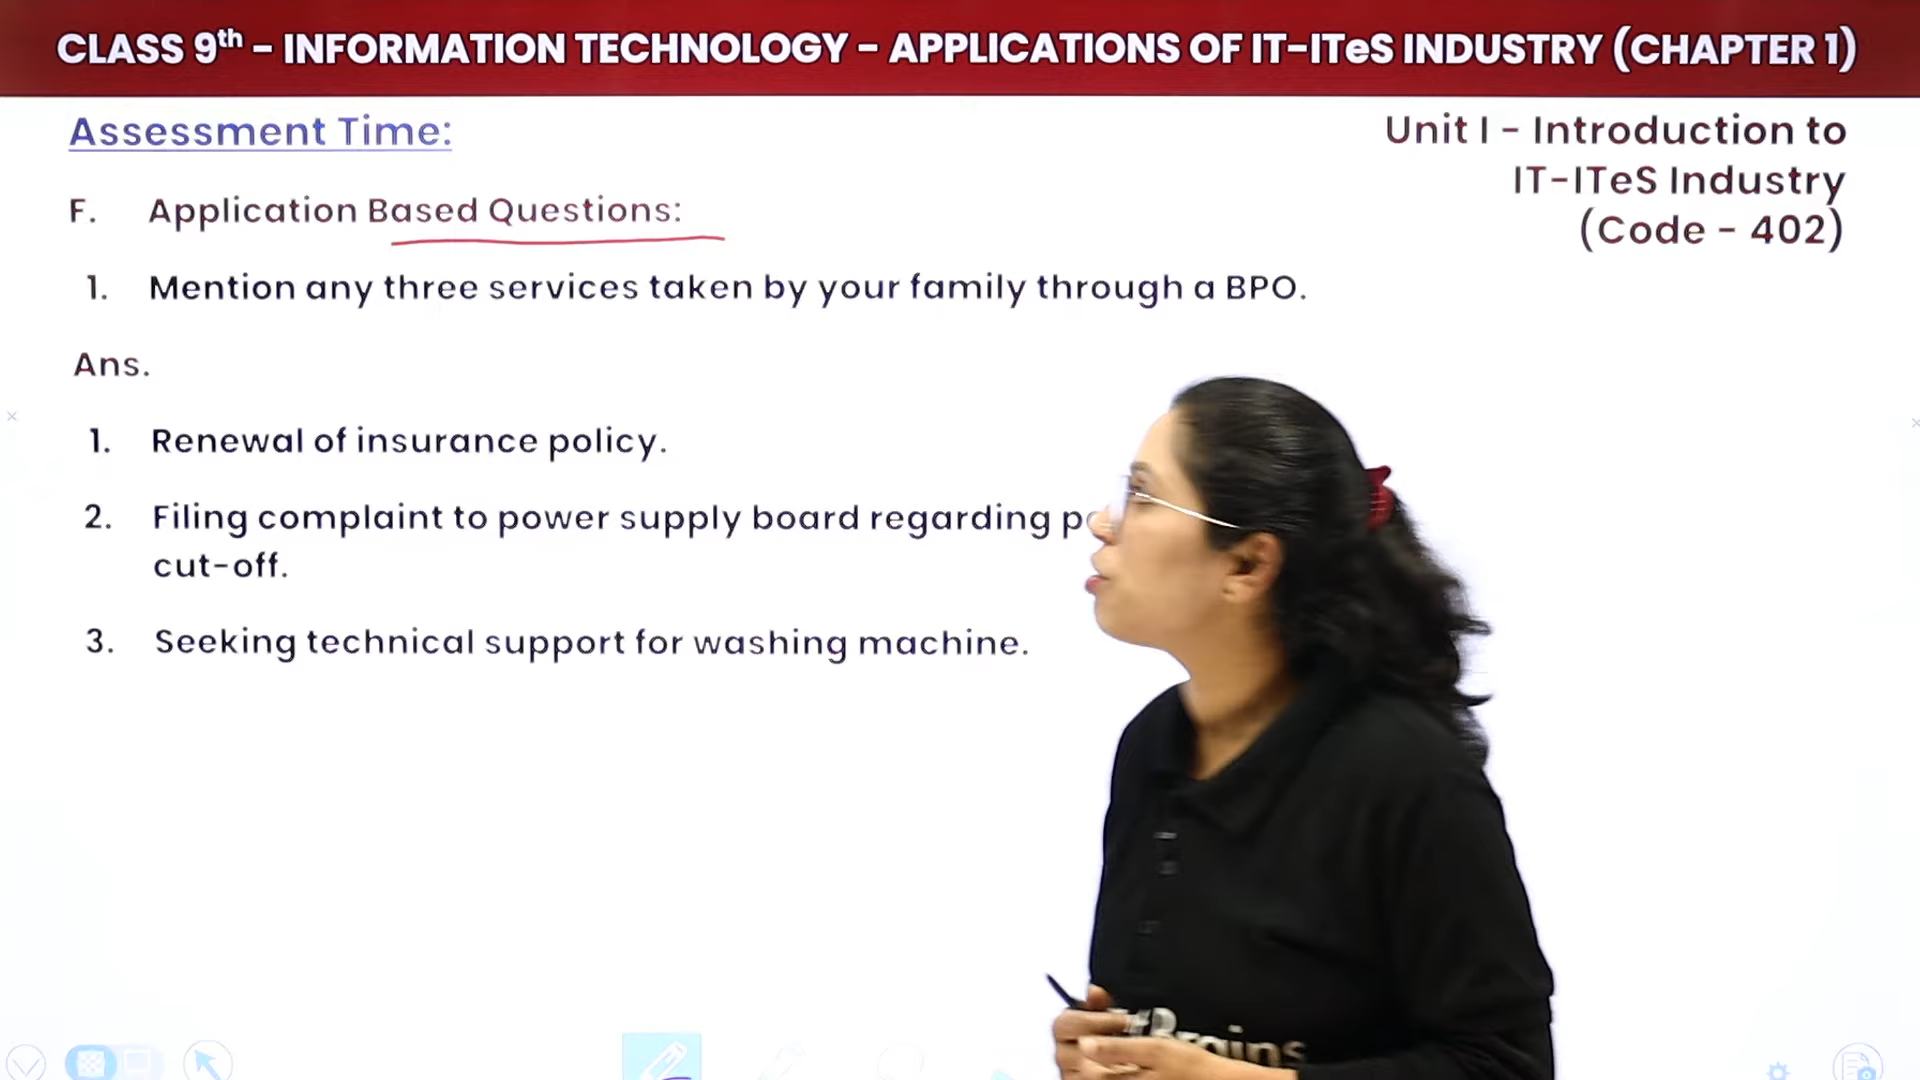 CLASS 9th – INFORMATION TECHNOLOGY – APPLICATIONS OF IT-ITeS INDUSTRY (CHAPTER 1)
Assessment Time:
Unit I - Introduction to
IT-ITeS Industry
(Code - 402)
F. Application Based Questions:
1. Mention any three services taken by your family through a BPO.
Ans.
1. Renewal of insurance policy.
2. Filing complaint to power supply board regarding
cut-off.
3. Seeking technical support for washing machine.